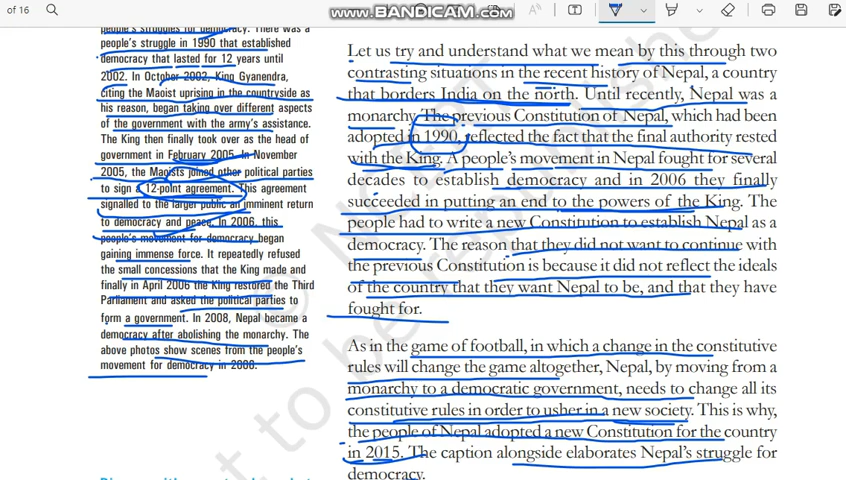 of 16
www.BANDICAM.com
people's struggles for democracy. There was a
people's struggle in 1990 that established
democracy that lasted for 12 years until
2002. In October 2002, King Gyanendra,
citing the Maoist uprising in the countryside as
his reason, began taking over different aspects
of the government with the army's assistance.
The King then finally took over as the head of
government in February 2005. In November
2005, the Maoists joined other political parties
to sign a 12-point agreement. This agreement
signalled to the larger public an imminent return
to democracy and peace. In 2006, this
people's movement for democracy began
gaining immense force. It repeatedly refused
the small concessions that the King made and
finally in April 2006 the King restored the Third
Parliament and asked the political parties to
form a government. In 2008, Nepal became a
democracy after abolishing the monarchy. The
above photos show scenes from the people's
movement for democracy in 2006.
Let us try and understand what we mean by this through two
contrasting situations in the recent history of Nepal, a country
that borders India on the north. Until recently, Nepal was a
monarchy. The previous Constitution of Nepal, which had been
adopted in 1990, reflected the fact that the final authority rested
with the King. A people's movement in Nepal fought for several
decades to establish democracy and in 2006 they finally
succeeded in putting an end to the powers of the King. The
people had to write a new Constitution to establish Nepal as a
democracy. The reason that they did not want to continue with
the previous Constitution is because it did not reflect the ideals
of the country that they want Nepal to be, and that they have
fought for.
As in the game of football, in which a change in the constitutive
rules will change the game altogether, Nepal, by moving from a
monarchy to a democratic government, needs to change all its
constitutive rules in order to usher in a new society. This is why,
the people of Nepal adopted a new Constitution for the country
in 2015. The caption alongside elaborates Nepal's struggle for
democracy.